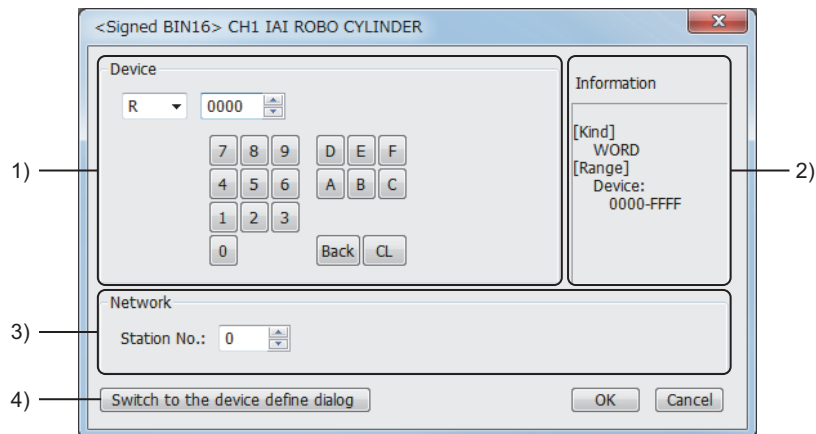 <Signed BIN16> CH1 IAI ROBO CYLINDER
Device
R 0000
7 8 9 D E F
4 5 6 A B C
1 2 3
0 Back CL
Information
[Kind]
WORD
[Range]
Device:
0000-FFFF
1)
2)
Network
3)
Station No.: 0
4)
Switch to the device define dialog
OK Cancel